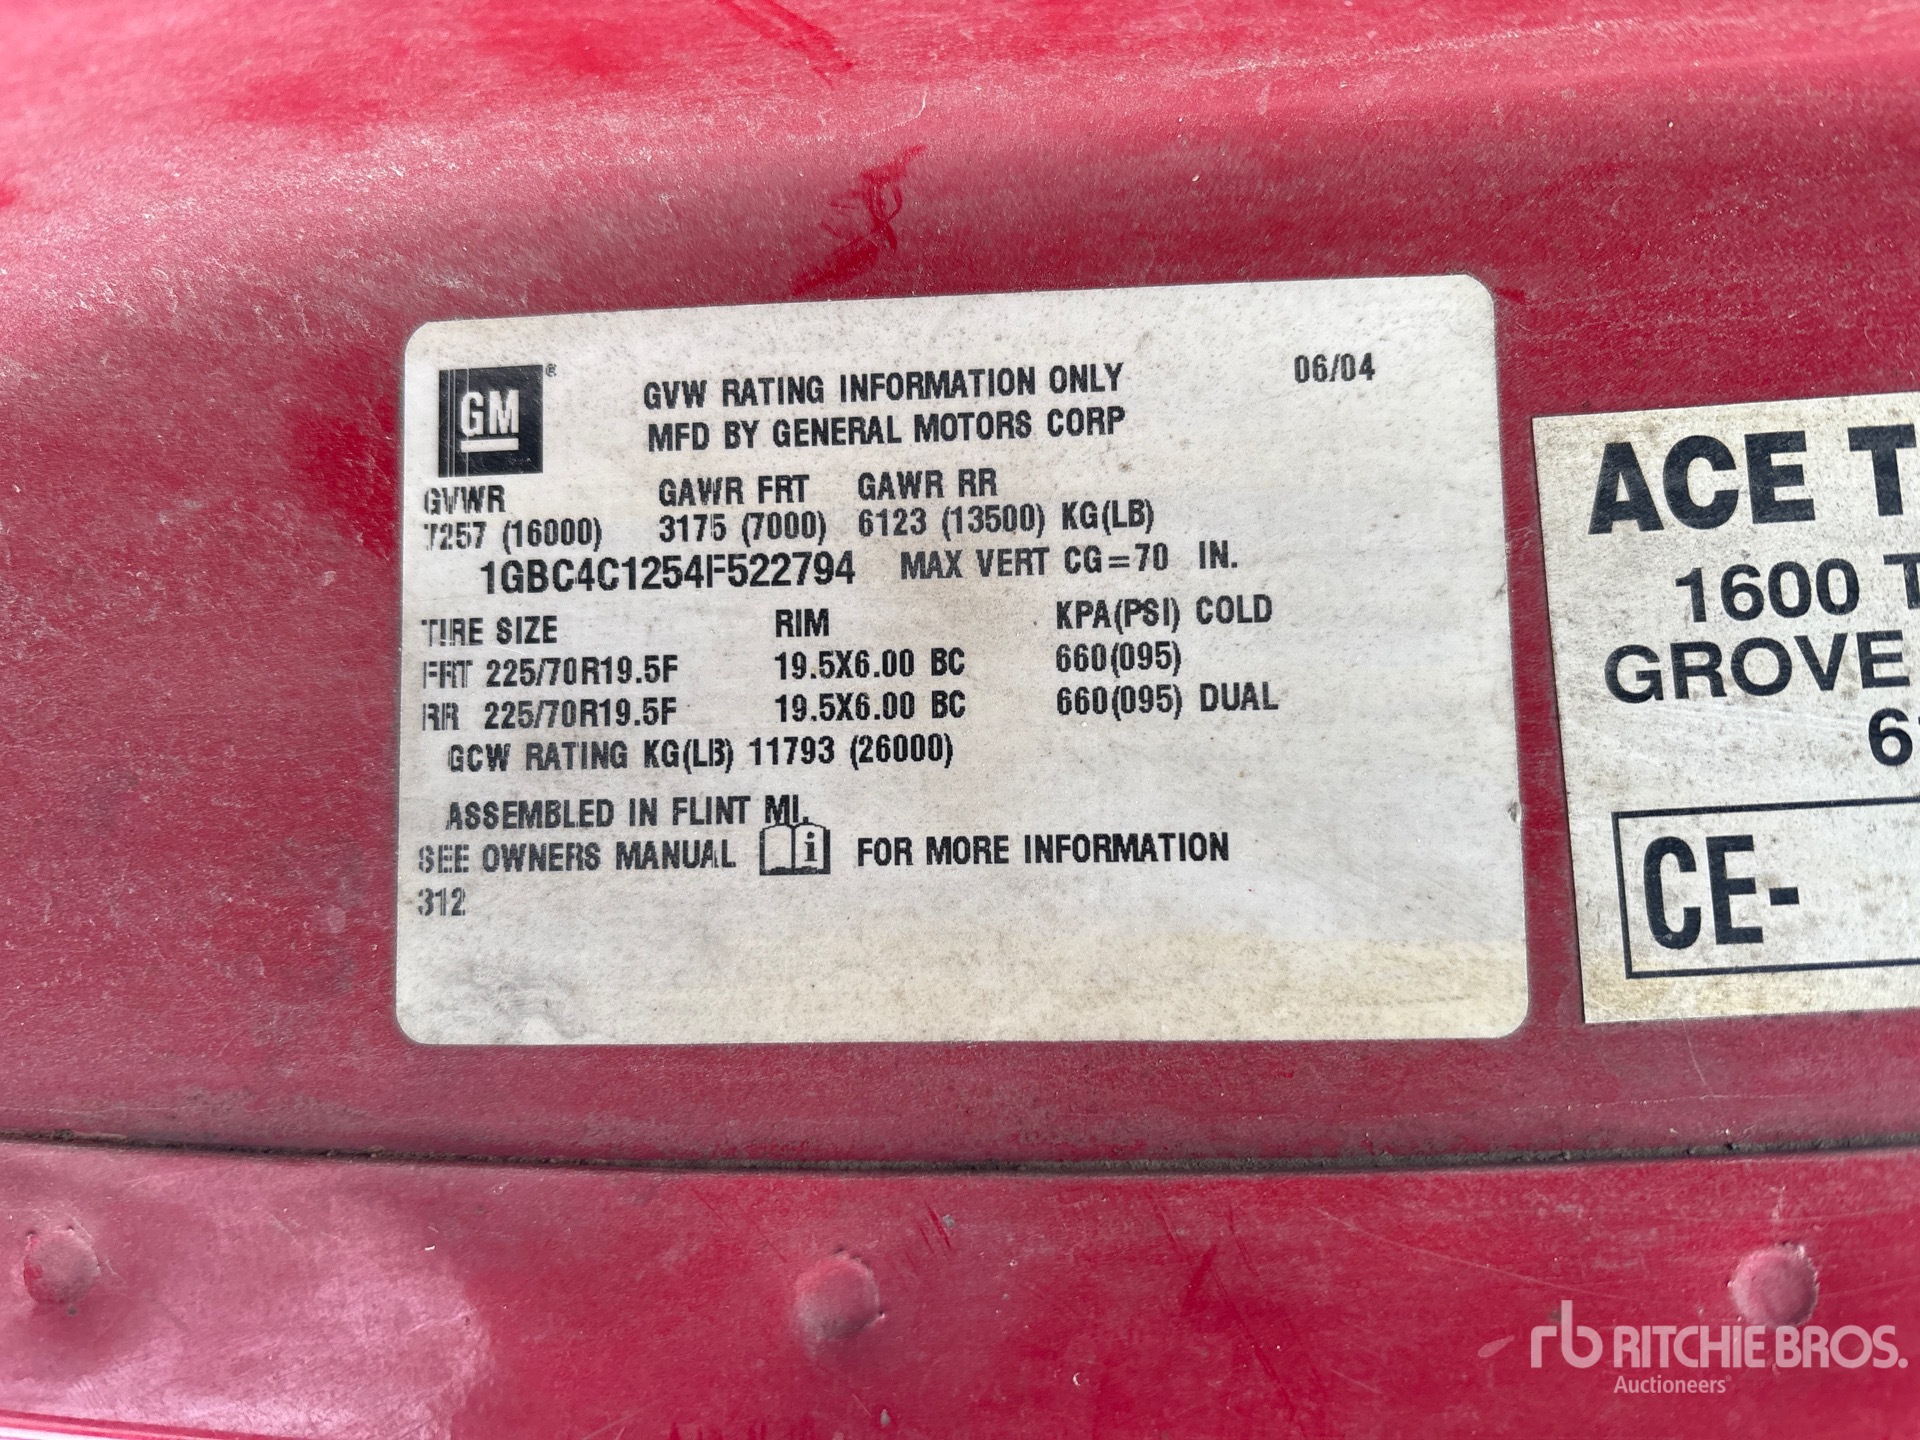 GM®
GVW RATING INFORMATION ONLY 06/04
MFD BY GENERAL MOTORS CORP
GVWR GAWR FRT GAWR RR
7257 (16000) 3175 (7000) 6123 (13500) KG(LB)
1GBC4C1254F522794 MAX VERT CG=70 IN.
TIRE SIZE RIM KPA(PSI) COLD
FRT 225/70R19.5F 19.5X6.00 BC 660(095)
RR 225/70R19.5F 19.5X6.00 BC 660(095) DUAL
GCW RATING KG(LB) 11793 (26000)
ASSEMBLED IN FLINT MI.
SEE OWNERS MANUAL i FOR MORE INFORMATION
312
ACE T
1600 T
GROVE
6
CE-
rb RITCHIE BROS.
Auctioneers